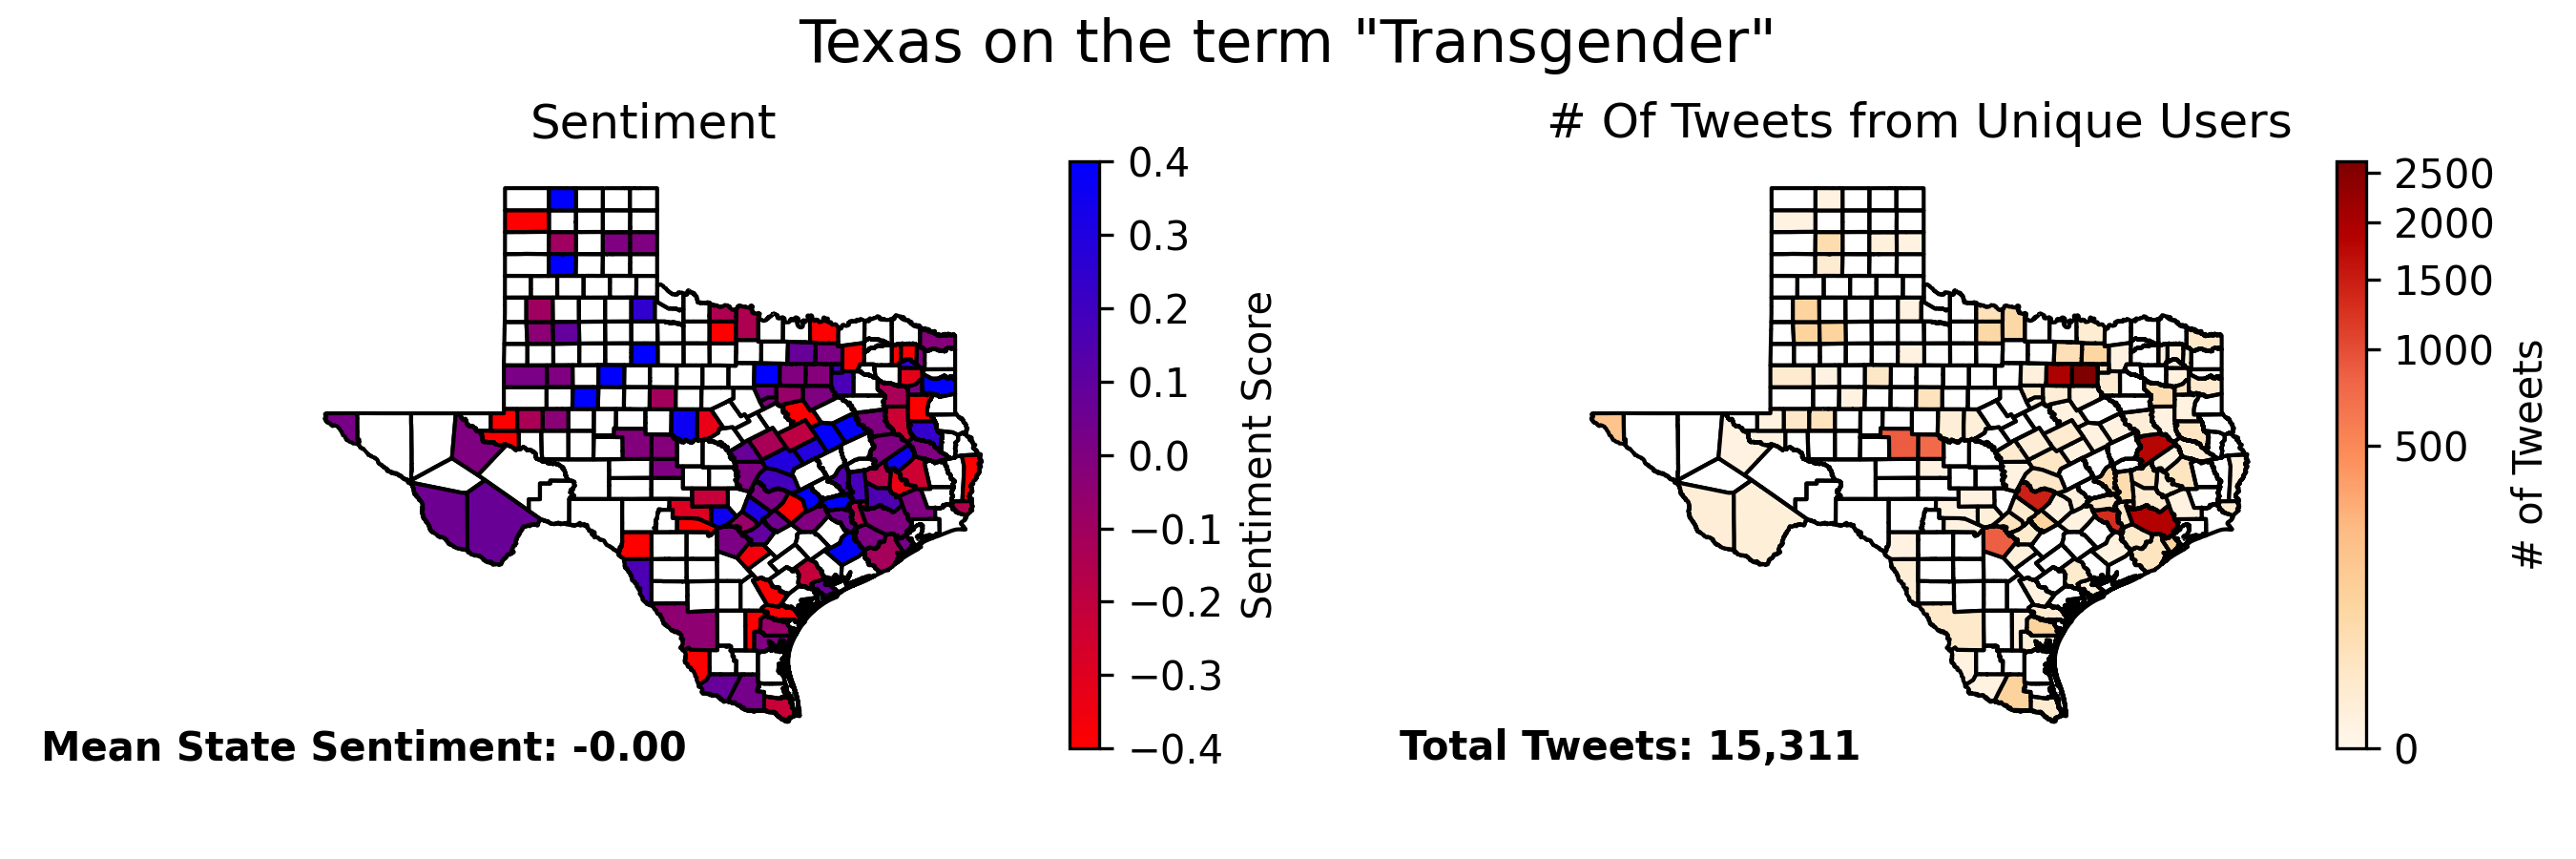 Texas on the term "Transgender"
Sentiment
# Of Tweets from Unique Users
0.4
0.3
0.2
0.1
0.0
−0.1
−0.2
−0.3
−0.4
Sentiment Score
2500
2000
1500
1000
500
0
# of Tweets
Mean State Sentiment: -0.00
Total Tweets: 15,311